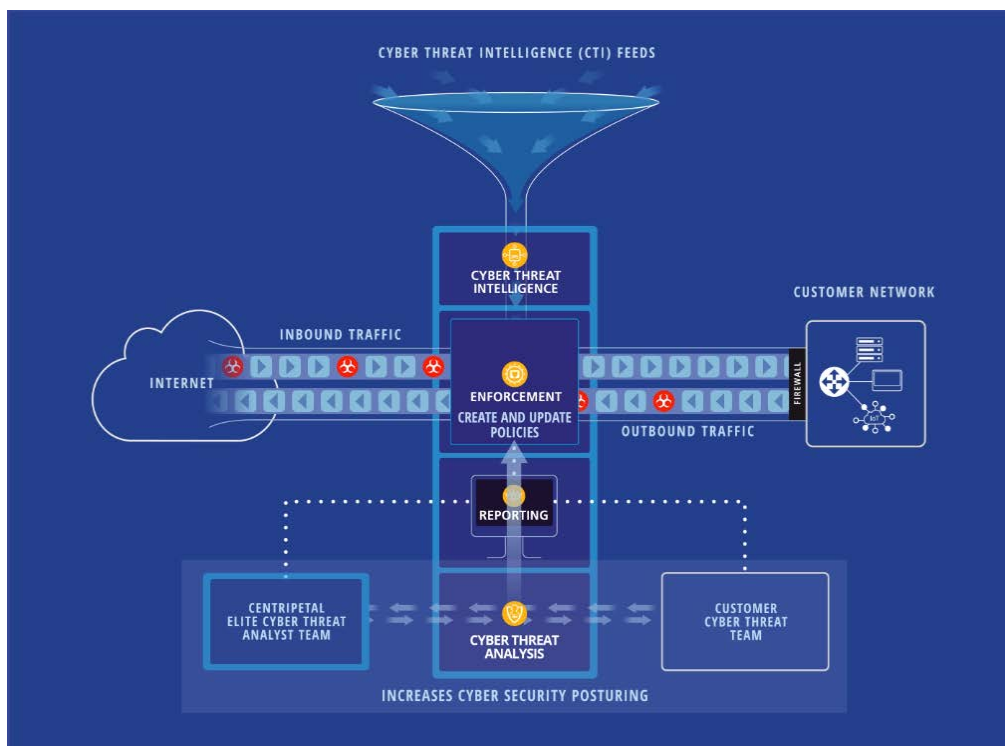 CYBER THREAT INTELLIGENCE (CTI) FEEDS
CYBER THREAT
INTELLIGENCE
CUSTOMER NETWORK
INBOUND TRAFFIC
INTERNET
ENFORCEMENT
CREATE AND UPDATE
POLICIES
FIREWALL
IoT
OUTBOUND TRAFFIC
REPORTING
CENTRIPETAL
ELITE CYBER THREAT
ANALYST TEAM
CYBER THREAT
ANALYSIS
CUSTOMER
CYBER THREAT
TEAM
INCREASES CYBER SECURITY POSTURING